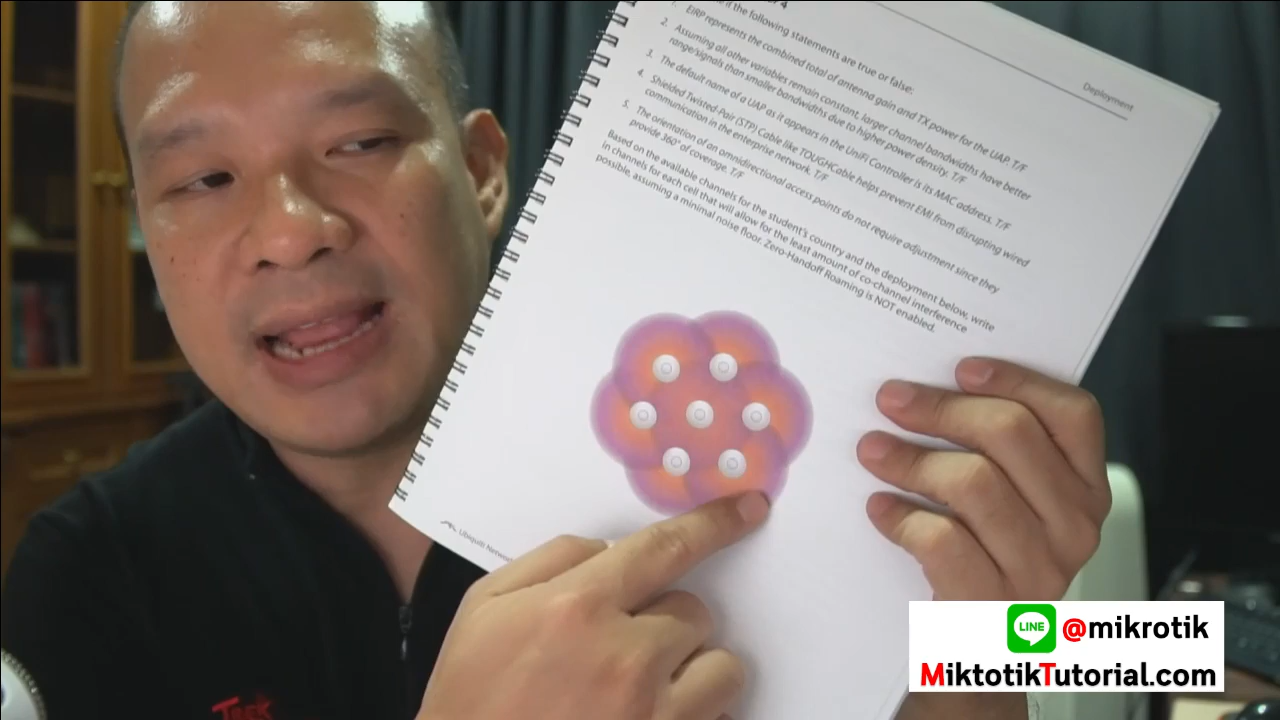 Deployment
if the following statements are true or false:
1. EIRP represents the combined total of antenna gain and TX power for the UAP. T/F
2. Assuming all other variables remain constant, larger channel bandwidths have better
range/signals than smaller bandwidths due to higher power density. T/F
3. The default name of a UAP as it appears in the UniFi Controller is its MAC address. T/F
4. Shielded Twisted-Pair (STP) Cable like TOUGHCable helps prevent EMI from disrupting wired
communication in the enterprise network. T/F
5. The orientation of an omnidirectional access points do not require adjustment since they
provide 360° of coverage. T/F
Based on the available channels for the student's country and the deployment below, write
in channels for each cell that will allow for the least amount of co-channel interference
possible, assuming a minimal noise floor. Zero-Handoff Roaming is NOT enabled.
Ubiquiti
Trek
LINE @mikrotik
MiktotikTutorial.com